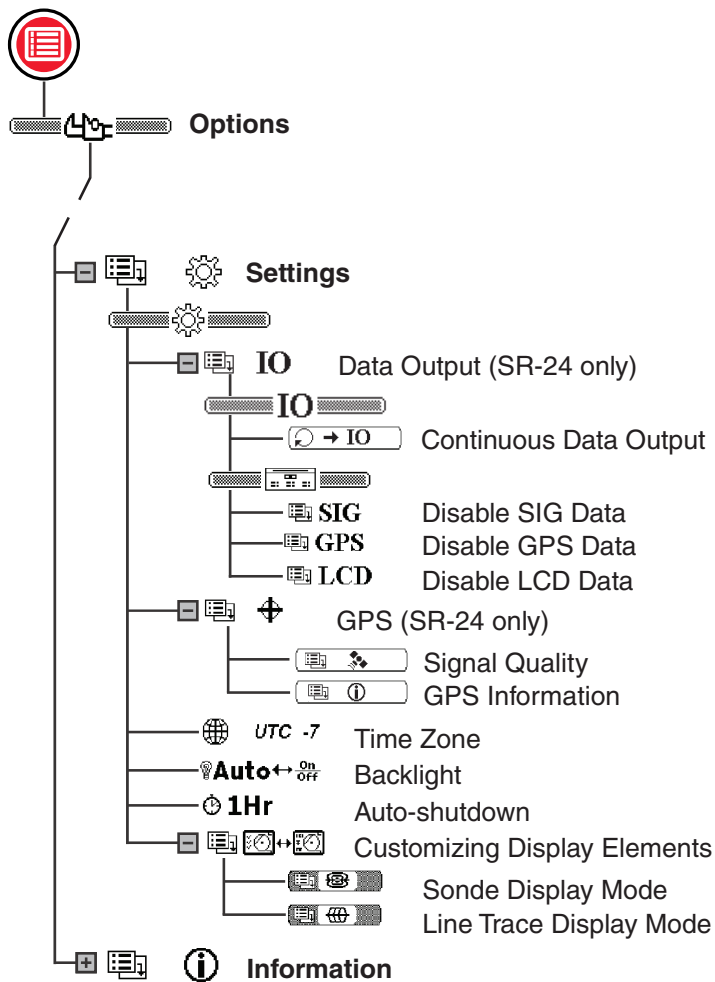 Options
Settings
IO Data Output (SR-24 only)
IO
→ IO Continuous Data Output
SIG Disable SIG Data
GPS Disable GPS Data
LCD Disable LCD Data
GPS (SR-24 only)
Signal Quality
GPS Information
UTC -7 Time Zone
Auto↔On/Off Backlight
1Hr Auto-shutdown
Customizing Display Elements
Sonde Display Mode
Line Trace Display Mode
Information